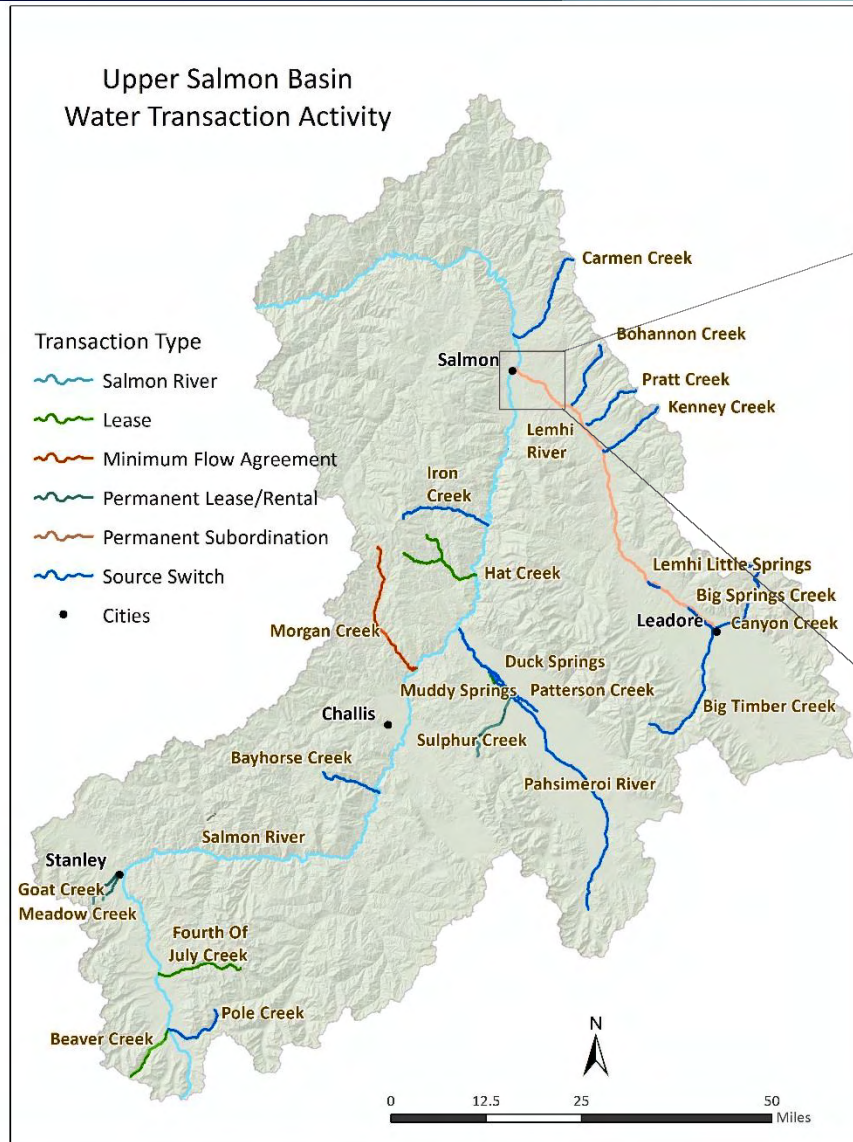 Upper Salmon Basin
Water Transaction Activity
Carmen Creek
Bohannon Creek
Salmon
Pratt Creek
Kenney Creek
Lemhi
River
Transaction Type
Salmon River
Lease
Minimum Flow Agreement
Permanent Lease/Rental
Permanent Subordination
Source Switch
Cities
Iron
Creek
Hat Creek
Lemhi Little Springs
Big Springs Creek
Leadore
Canyon Creek
Morgan Creek
Duck Springs
Muddy Springs
Patterson Creek
Challis
Sulphur Creek
Big Timber Creek
Bayhorse Creek
Pahsimeroi River
Salmon River
Stanley
Goat Creek
Meadow Creek
Fourth Of
July Creek
Pole Creek
Beaver Creek
N
0 12.5 25 50
Miles